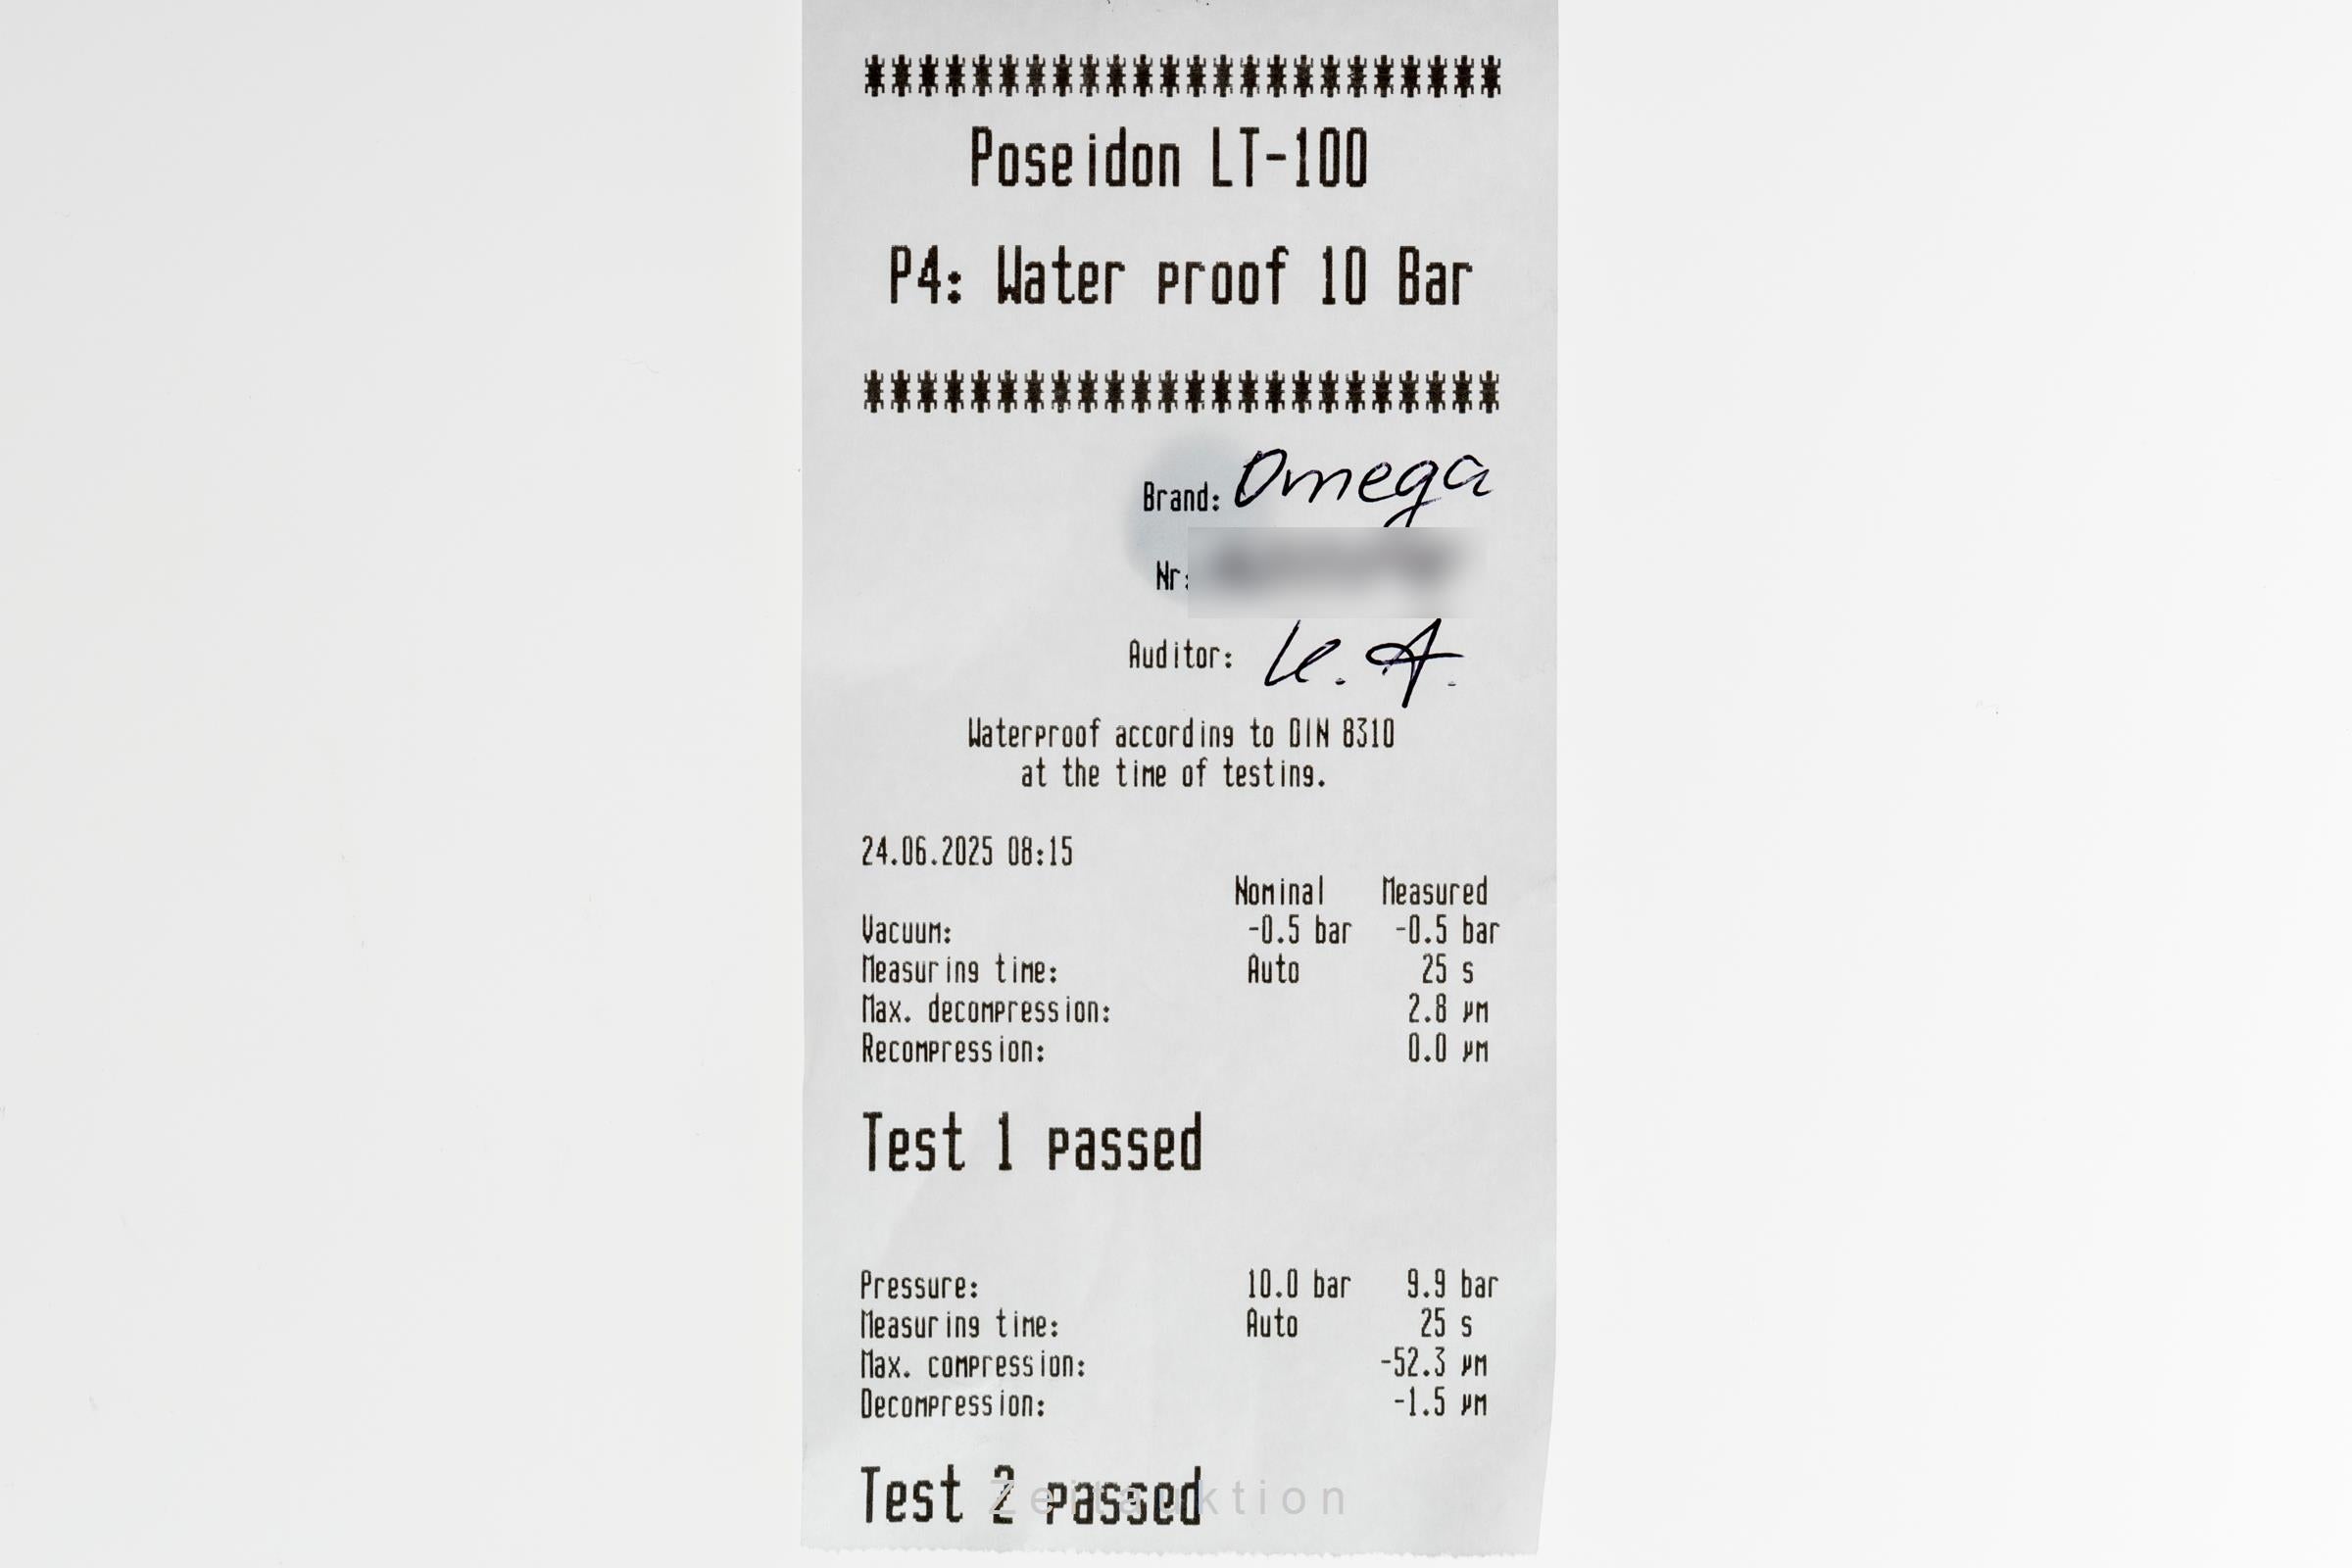 ************************
Poseidon LT-100
P4: Water proof 10 Bar
************************
Brand: Omega
Nr:
Auditor: K. A.
Waterproof according to DIN 8310
at the time of testing.
24.06.2025 08:15
Nominal Measured
Vacuum: -0.5 bar -0.5 bar
Measuring time: Auto 25 s
Max. decompression: 2.8 µm
Recompression: 0.0 µm
Test 1 passed
Pressure: 10.0 bar 9.9 bar
Measuring time: Auto 25 s
Max. compression: -52.3 µm
Decompression: -1.5 µm
Test 2 passed
Zeitauktion